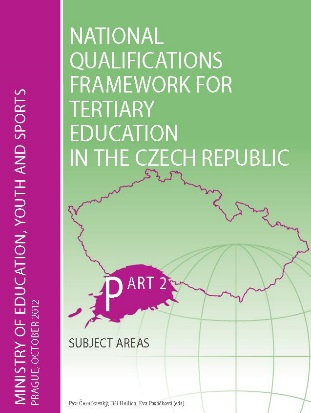 NATIONAL
QUALIFICATIONS
FRAMEWORK FOR
TERTIARY
EDUCATION
IN THE CZECH REPUBLIC
PART 2
SUBJECT AREAS
MINISTRY OF EDUCATION, YOUTH AND SPORTS
PRAGUE, OCTOBER 2012
(eds)